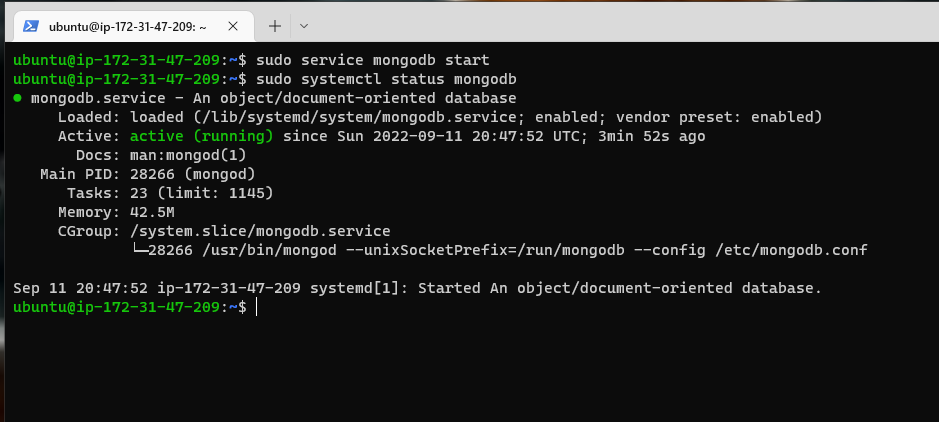 ubuntu@ip-172-31-47-209: ~
ubuntu@ip-172-31-47-209:~$ sudo service mongodb start
ubuntu@ip-172-31-47-209:~$ sudo systemctl status mongodb
● mongodb.service - An object/document-oriented database
Loaded: loaded (/lib/systemd/system/mongodb.service; enabled; vendor preset: enabled)
Active: active (running) since Sun 2022-09-11 20:47:52 UTC; 3min 52s ago
Docs: man:mongod(1)
Main PID: 28266 (mongod)
Tasks: 23 (limit: 1145)
Memory: 42.5M
CGroup: /system.slice/mongodb.service
└─28266 /usr/bin/mongod --unixSocketPrefix=/run/mongodb --config /etc/mongodb.conf
Sep 11 20:47:52 ip-172-31-47-209 systemd[1]: Started An object/document-oriented database.
ubuntu@ip-172-31-47-209:~$